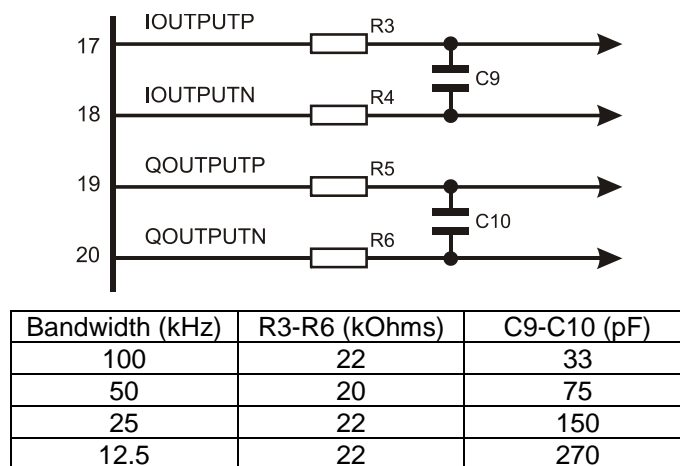 IOUTPUTP
R3
17
C9
IOUTPUTN
R4
18
QOUTPUTP
R5
19
C10
QOUTPUTN
R6
20
Bandwidth (kHz) R3-R6 (kOhms) C9-C10 (pF)
100 22 33
50 20 75
25 22 150
12.5 22 270